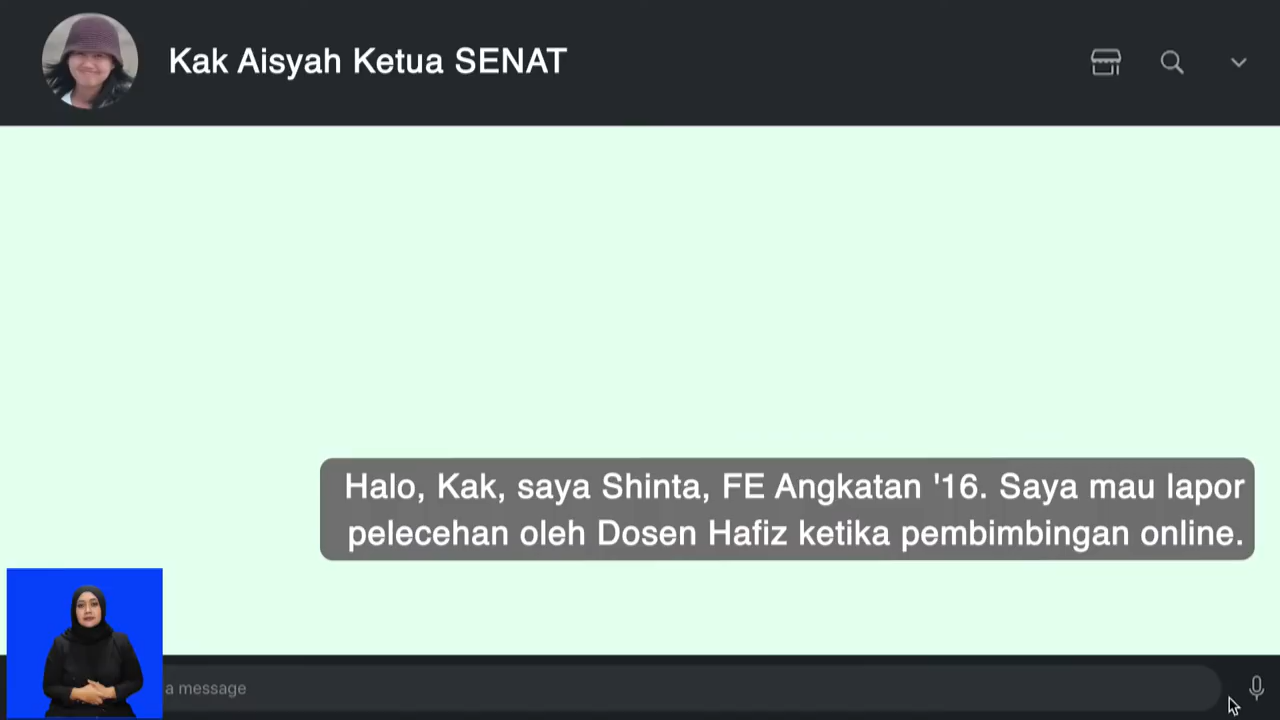 Kak Aisyah Ketua SENAT
Halo, Kak, saya Shinta, FE Angkatan '16. Saya mau lapor
pelecehan oleh Dosen Hafiz ketika pembimbingan online.
a message